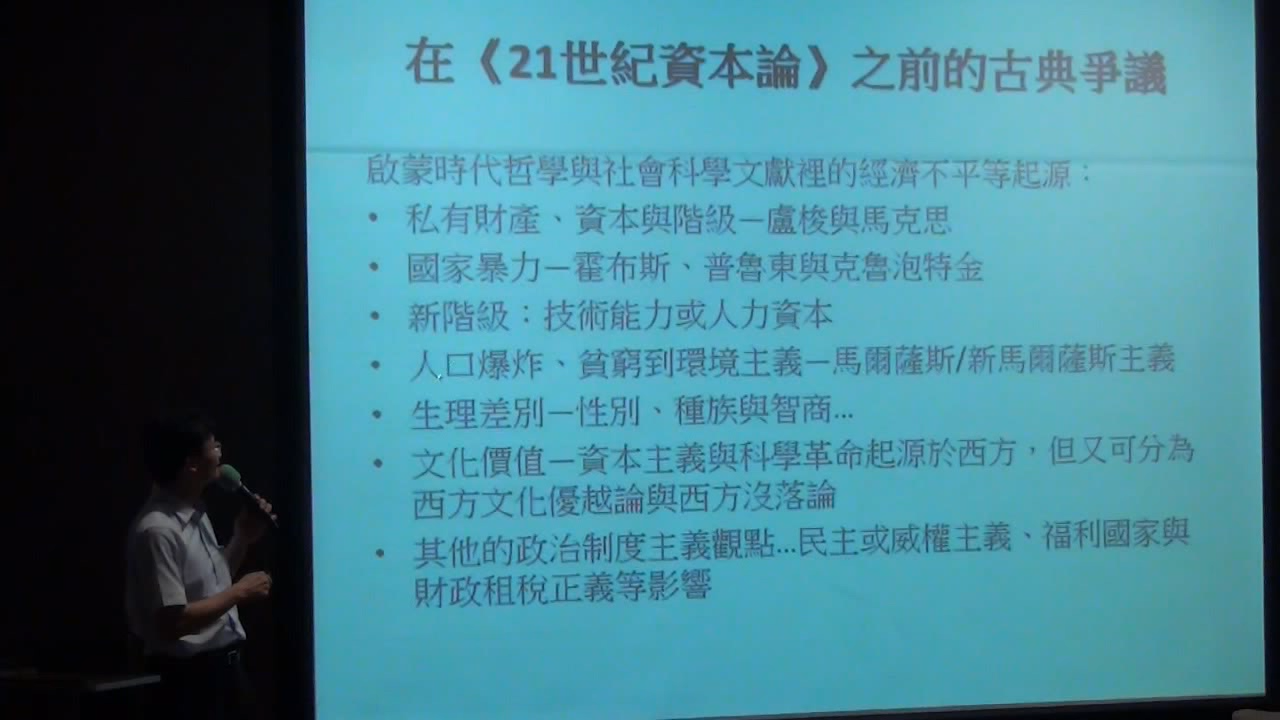 在《21世紀資本論》之前的古典爭議
啟蒙時代哲學與社會科學文獻裡的經濟不平等起源：
• 私有財產、資本與階級—盧梭與馬克思
• 國家暴力—霍布斯、普魯東與克魯泡特金
• 新階級：技術能力或人力資本
• 人口爆炸、貧窮到環境主義—馬爾薩斯/新馬爾薩斯主義
• 生理差別—性別、種族與智商...
• 文化價值—資本主義與科學革命起源於西方，但又可分為
西方文化優越論與西方沒落論
• 其他的政治制度主義觀點...民主或威權主義、福利國家與
財政租稅正義等影響